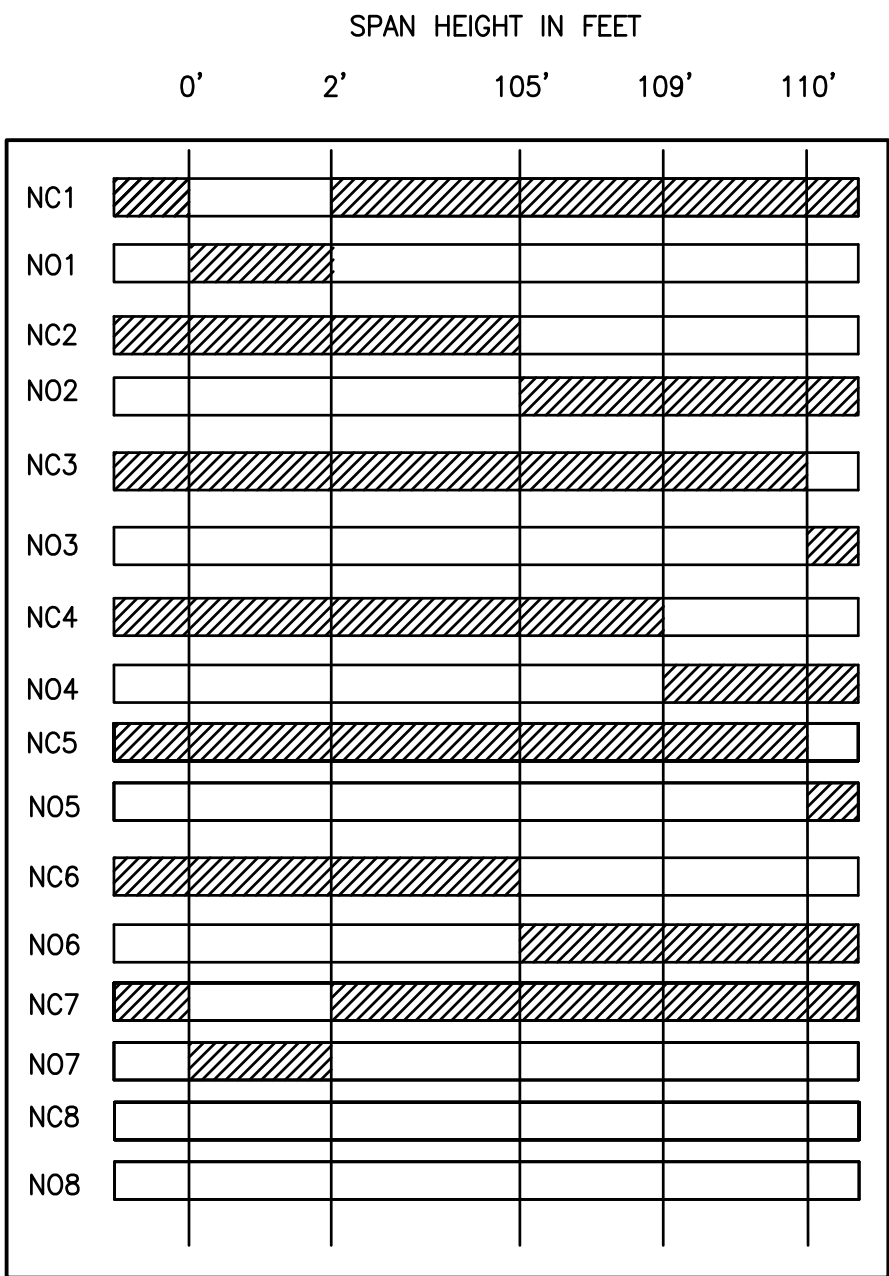 SPAN HEIGHT IN FEET
0' 2' 105' 109' 110'
NC1
NO1
NC2
NO2
NC3
NO3
NC4
NO4
NC5
NO5
NC6
NO6
NC7
NO7
NC8
NO8